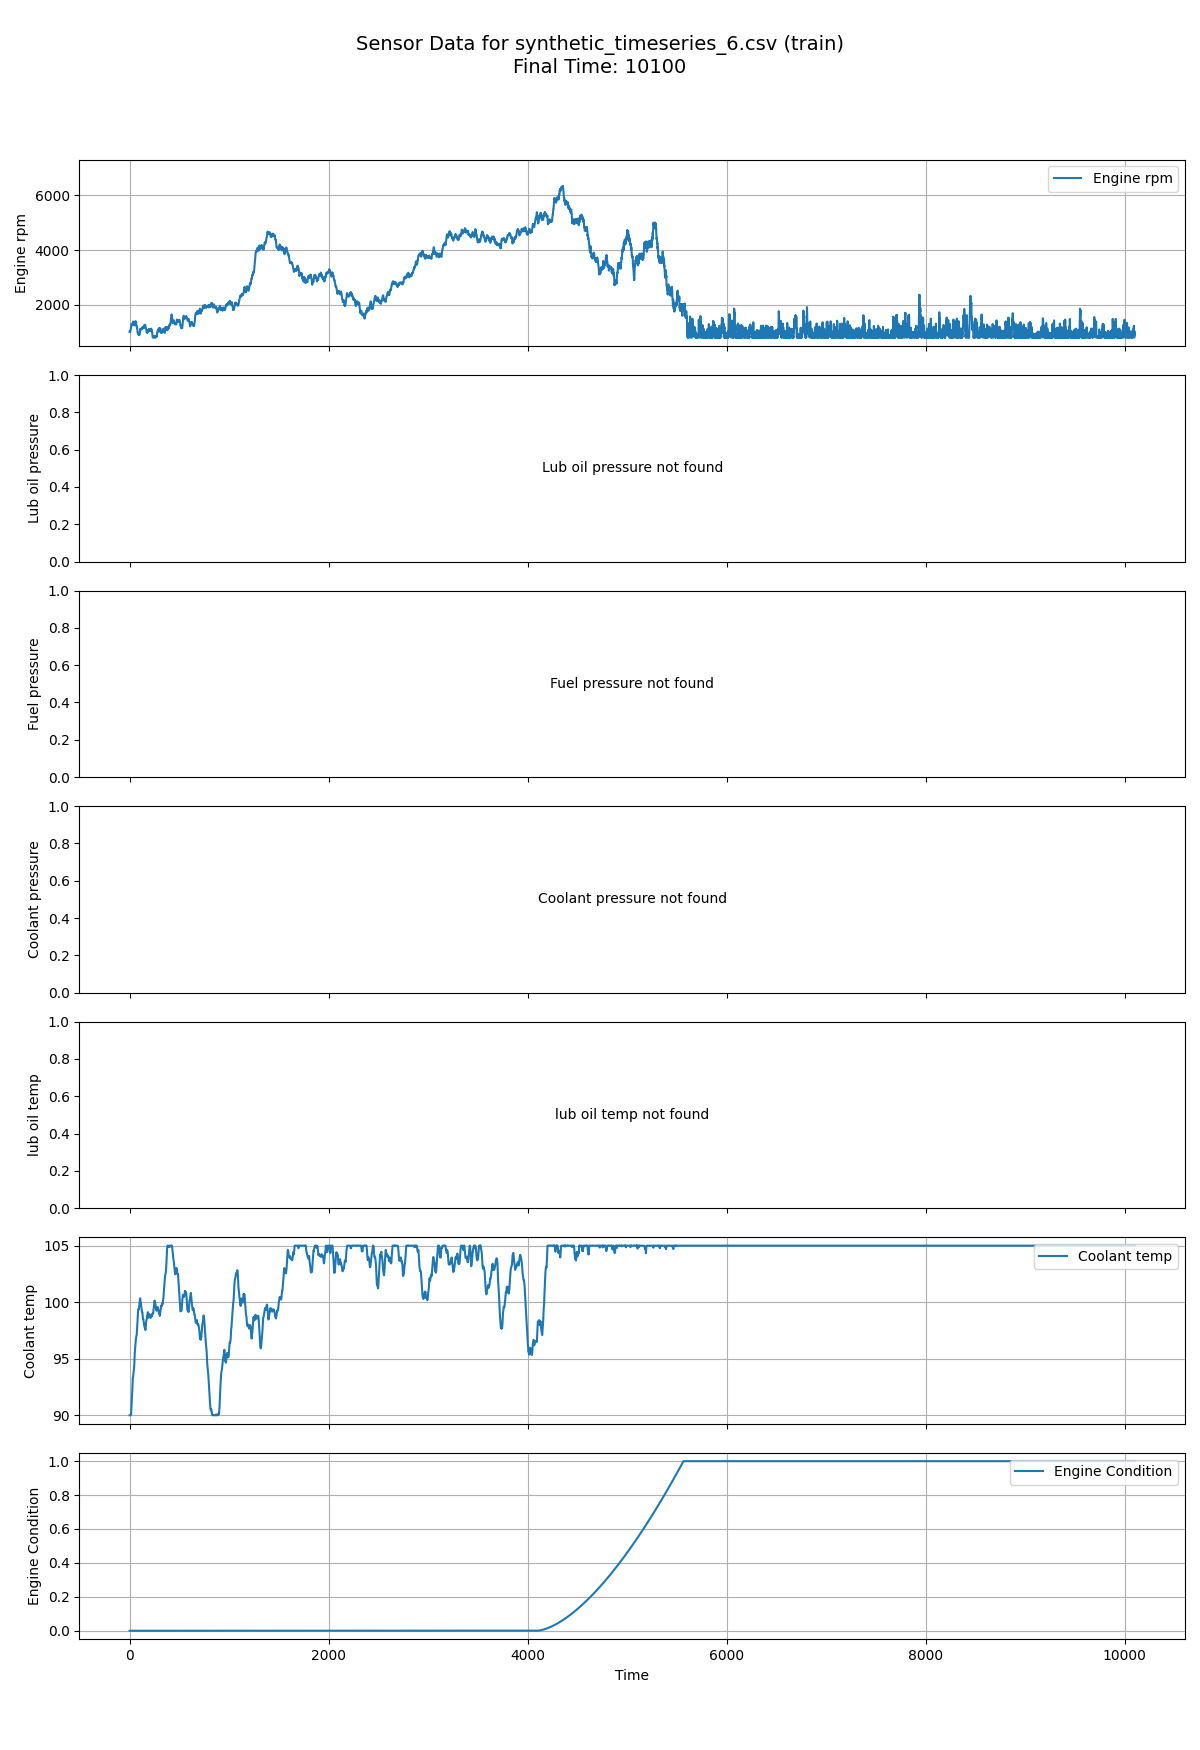 Sensor Data for synthetic_timeseries_6.csv (train)
Final Time: 10100
Engine rpm
6000
4000
2000
Engine rpm
Lub oil pressure
1.0
0.8
0.6
0.4
0.2
0.0
Lub oil pressure not found
Fuel pressure
1.0
0.8
0.6
0.4
0.2
0.0
Fuel pressure not found
Coolant pressure
1.0
0.8
0.6
0.4
0.2
0.0
Coolant pressure not found
lub oil temp
1.0
0.8
0.6
0.4
0.2
0.0
lub oil temp not found
Coolant temp
105
100
95
90
Coolant temp
Engine Condition
1.0
0.8
0.6
0.4
0.2
0.0
Engine Condition
0 2000 4000 6000 8000 10000
Time